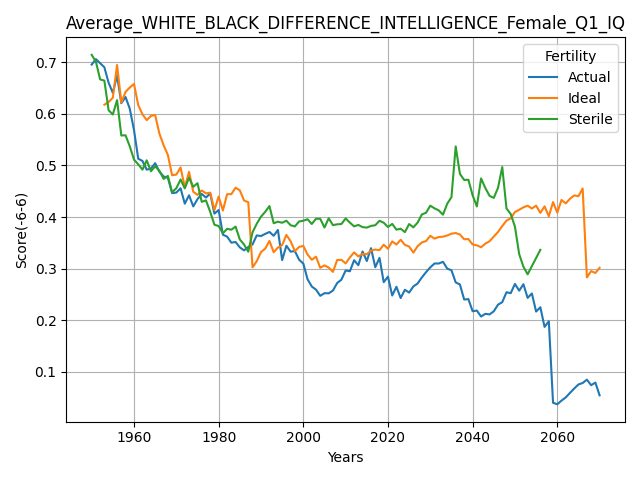 Average_WHITE_BLACK_DIFFERENCE_INTELLIGENCE_Female_Q1_IQ
Fertility
Actual
Ideal
Sterile
Score(-6-6)
0.7
0.6
0.5
0.4
0.3
0.2
0.1
1960 1980 2000 2020 2040 2060
Years